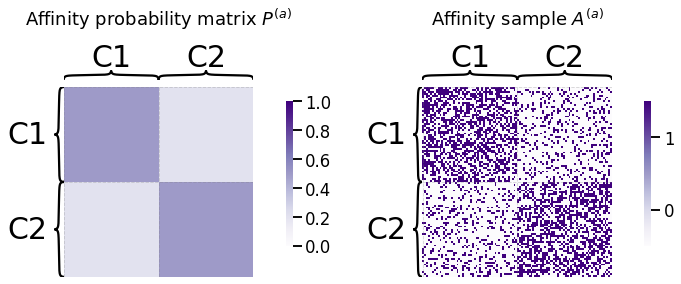 Affinity probability matrix P^(a)
C1 C2
C1
C2
1.0
0.8
0.6
0.4
0.2
0.0
Affinity sample A^(a)
C1 C2
C1
C2
1
0